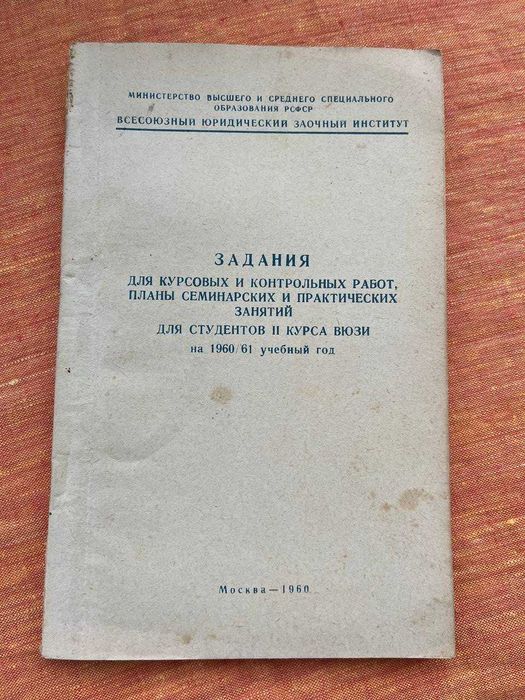 МИНИСТЕРСТВО ВЫСШЕГО И СРЕДНЕГО СПЕЦИАЛЬНОГО
ОБРАЗОВАНИЯ РСФСР
ВСЕСОЮЗНЫЙ ЮРИДИЧЕСКИЙ ЗАОЧНЫЙ ИНСТИТУТ
ЗАДАНИЯ
ДЛЯ КУРСОВЫХ И КОНТРОЛЬНЫХ РАБОТ,
ПЛАНЫ СЕМИНАРСКИХ И ПРАКТИЧЕСКИХ
ЗАНЯТИЙ
ДЛЯ СТУДЕНТОВ II КУРСА ВЮЗИ
на 1960/61 учебный год
Москва — 1960